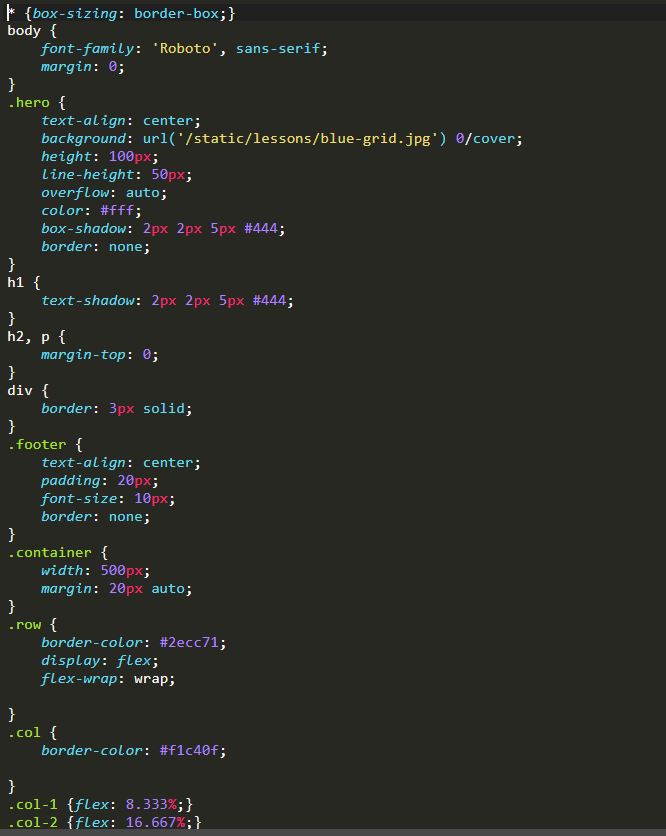 * {box-sizing: border-box;}
body {
    font-family: 'Roboto', sans-serif;
    margin: 0;
}
.hero {
    text-align: center;
    background: url('/static/lessons/blue-grid.jpg') 0/cover;
    height: 100px;
    line-height: 50px;
    overflow: auto;
    color: #fff;
    box-shadow: 2px 2px 5px #444;
    border: none;
}
h1 {
    text-shadow: 2px 2px 5px #444;
}
h2, p {
    margin-top: 0;
}
div {
    border: 3px solid;
}
.footer {
    text-align: center;
    padding: 20px;
    font-size: 10px;
    border: none;
}
.container {
    width: 500px;
    margin: 20px auto;
}
.row {
    border-color: #2ecc71;
    display: flex;
    flex-wrap: wrap;

}
.col {
    border-color: #f1c40f;

}
.col-1 {flex: 8.333%;}
.col-2 {flex: 16.667%;}